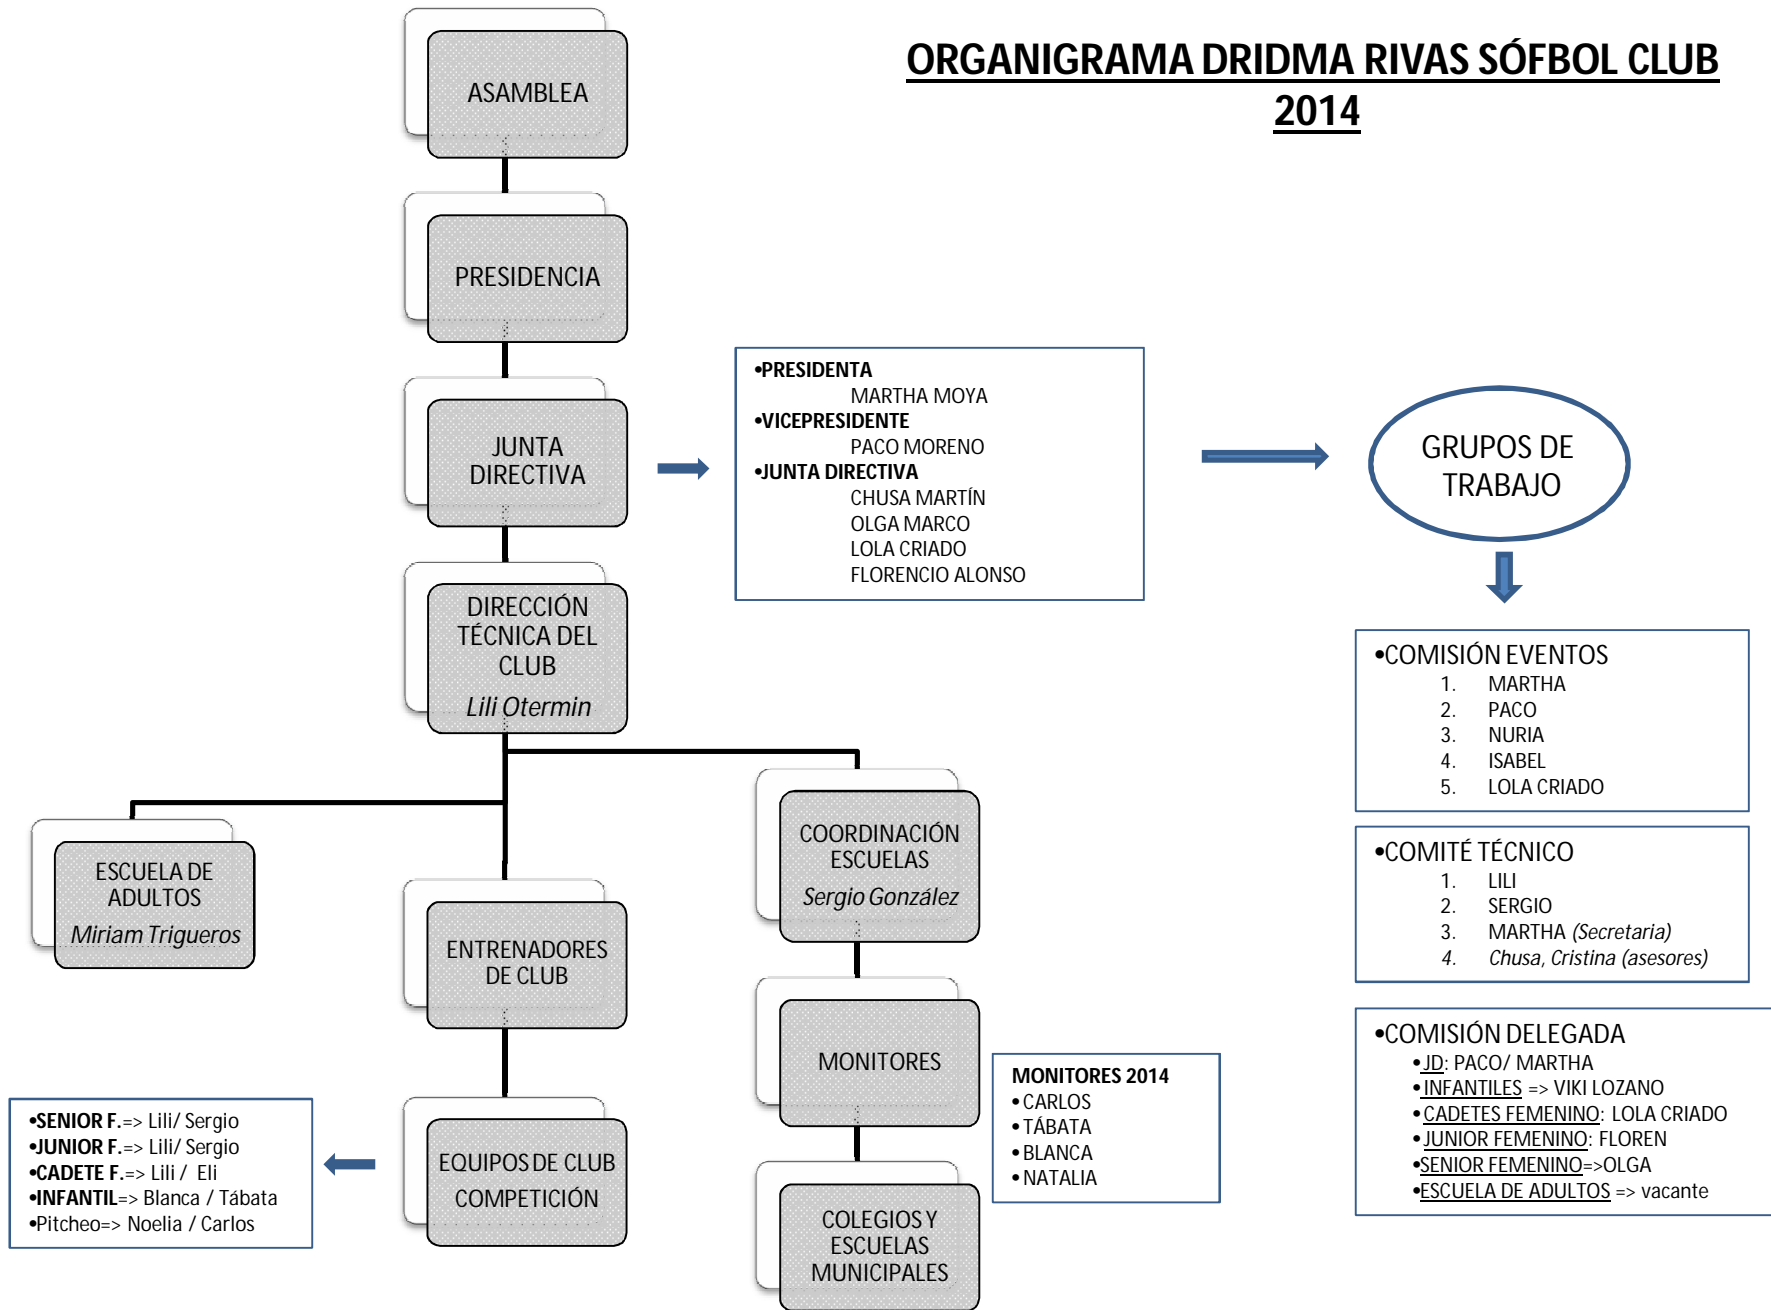 ORGANIGRAMA DRIDMA RIVAS SÓFBOL CLUB
2014
ASAMBLEA
PRESIDENCIA
JUNTA
DIRECTIVA
•PRESIDENTA
MARTHA MOYA
•VICEPRESIDENTE
PACO MORENO
•JUNTA DIRECTIVA
CHUSA MARTÍN
OLGA MARCO
LOLA CRIADO
FLORENCIO ALONSO
GRUPOS DE
TRABAJO
DIRECCIÓN
TÉCNICA DEL
CLUB
Lili Otermin
•COMISIÓN EVENTOS
1. MARTHA
2. PACO
3. NURIA
4. ISABEL
5. LOLA CRIADO
•COMITÉ TÉCNICO
1. LILI
2. SERGIO
3. MARTHA (Secretaria)
4. Chusa, Cristina (asesores)
•COMISIÓN DELEGADA
•JD: PACO/ MARTHA
•INFANTILES => VIKI LOZANO
•CADETES FEMENINO: LOLA CRIADO
•JUNIOR FEMENINO: FLOREN
•SENIOR FEMENINO=>OLGA
•ESCUELA DE ADULTOS => vacante
ESCUELA DE
ADULTOS
Miriam Trigueros
ENTRENADORES
DE CLUB
COORDINACIÓN
ESCUELAS
Sergio González
MONITORES
MONITORES 2014
•CARLOS
•TÁBATA
•BLANCA
•NATALIA
•SENIOR F.=> Lili/ Sergio
•JUNIOR F.=> Lili/ Sergio
•CADETE F.=> Lili / Eli
•INFANTIL=> Blanca / Tábata
•Pitcheo=> Noelia / Carlos
EQUIPOS DE CLUB
COMPETICIÓN
COLEGIOS Y
ESCUELAS
MUNICIPALES